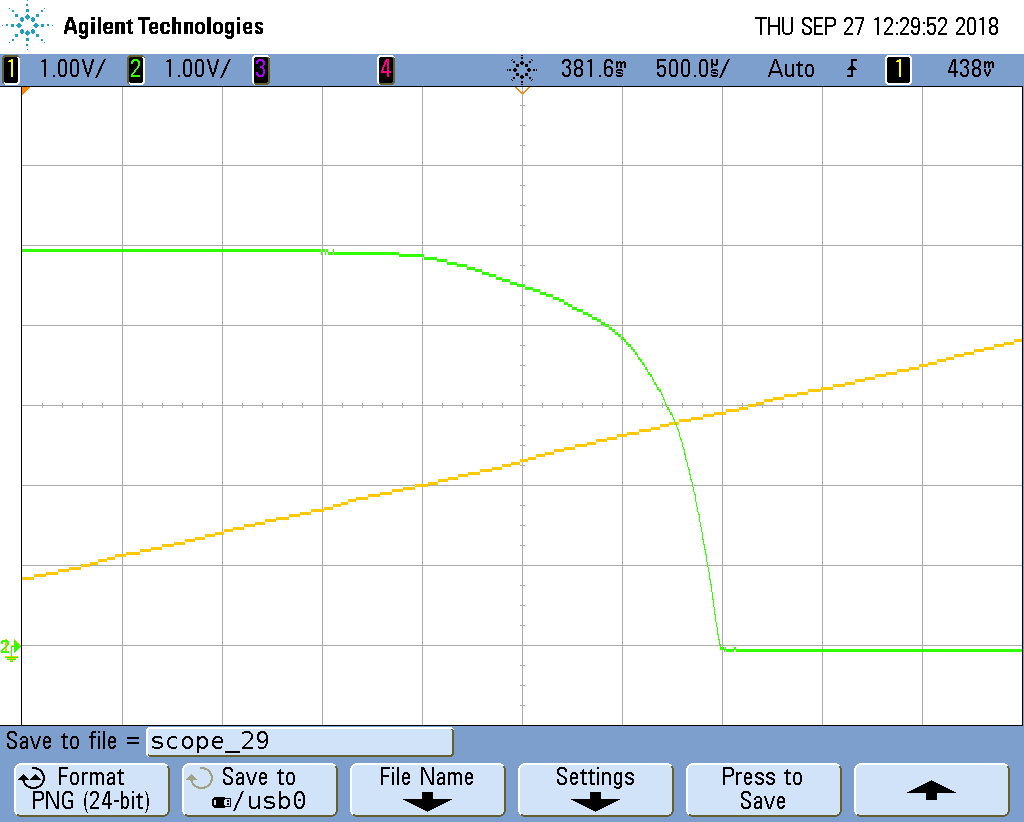 Agilent Technologies THU SEP 27 12:29:52 2018
1 1.00V/ 2 1.00V/ 3 4 381.6ms 500.0µs/ Auto 1 438mV
2
Save to file = scope_29
Format
PNG (24-bit)
Save to
/usb0
File Name
Settings
Press to
Save